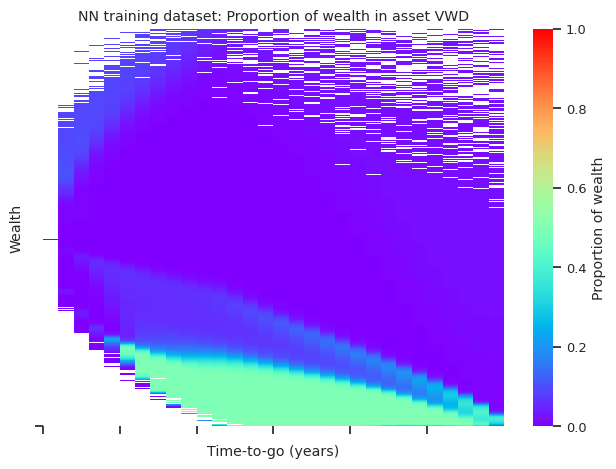 NN training dataset: Proportion of wealth in asset VWD
Wealth
Time-to-go (years)
1.0
0.8
0.6
0.4
0.2
0.0
Proportion of wealth